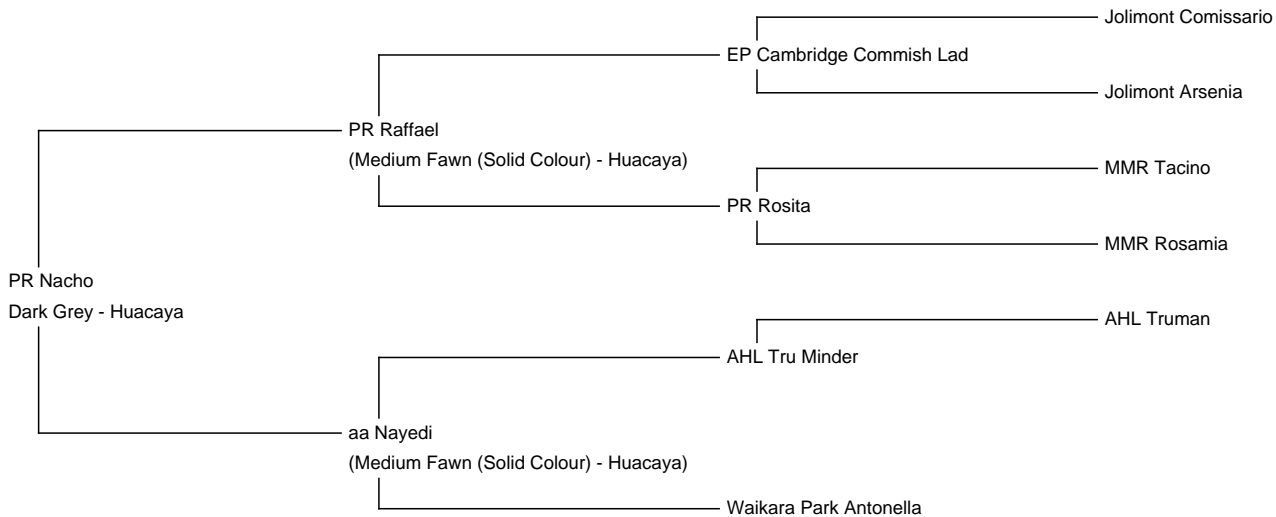 Jolimont Comissario
EP Cambridge Commish Lad
Jolimont Arsenia
PR Raffael
(Medium Fawn (Solid Colour) - Huacaya)
MMR Tacino
PR Rosita
MMR Rosamia
PR Nacho
Dark Grey - Huacaya
AHL Truman
AHL Tru Minder
aa Nayedi
(Medium Fawn (Solid Colour) - Huacaya)
Waikara Park Antonella